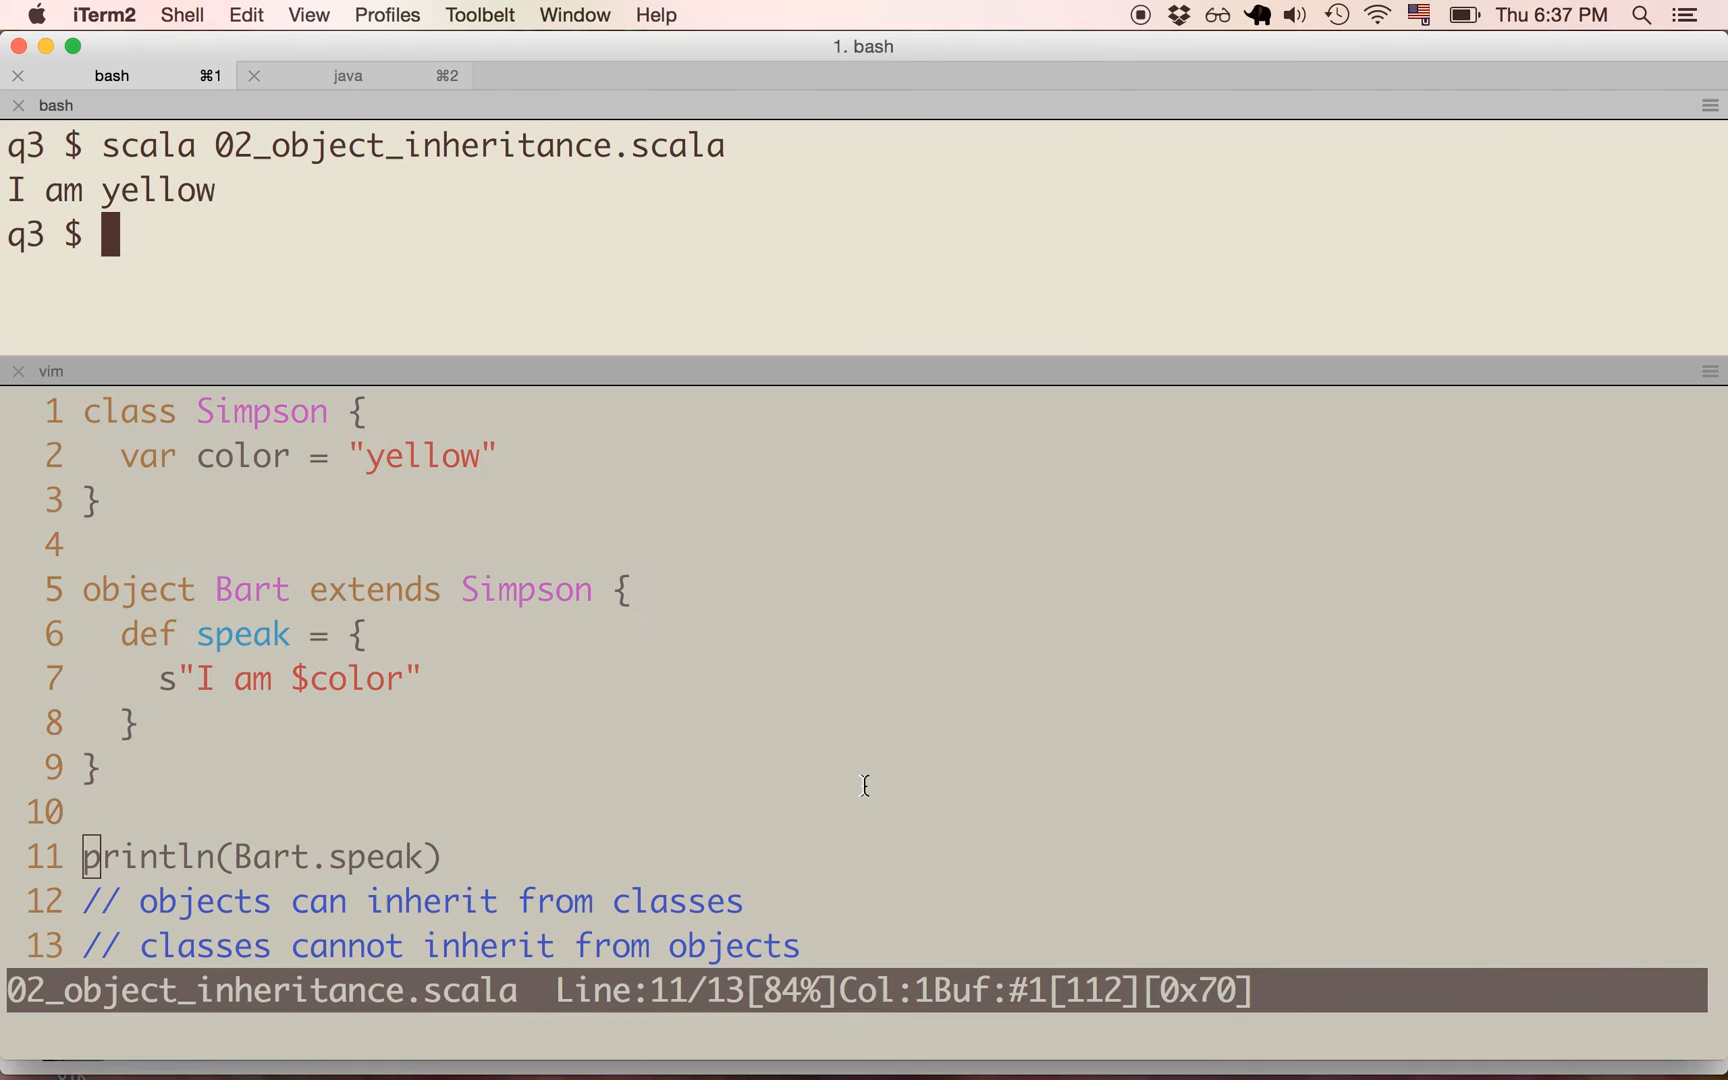 iTerm2 Shell Edit View Profiles Toolbelt Window Help Thu 6:37 PM
1. bash
bash ⌘1 java ⌘2
bash
q3 $ scala 02_object_inheritance.scala
I am yellow
q3 $
vim
1 class Simpson {
2   var color = "yellow"
3 }
4
5 object Bart extends Simpson {
6   def speak = {
7     s"I am $color"
8   }
9 }
10
11 println(Bart.speak)
12 // objects can inherit from classes
13 // classes cannot inherit from objects
02_object_inheritance.scala  Line:11/13[84%]Col:1Buf:#1[112][0x70]